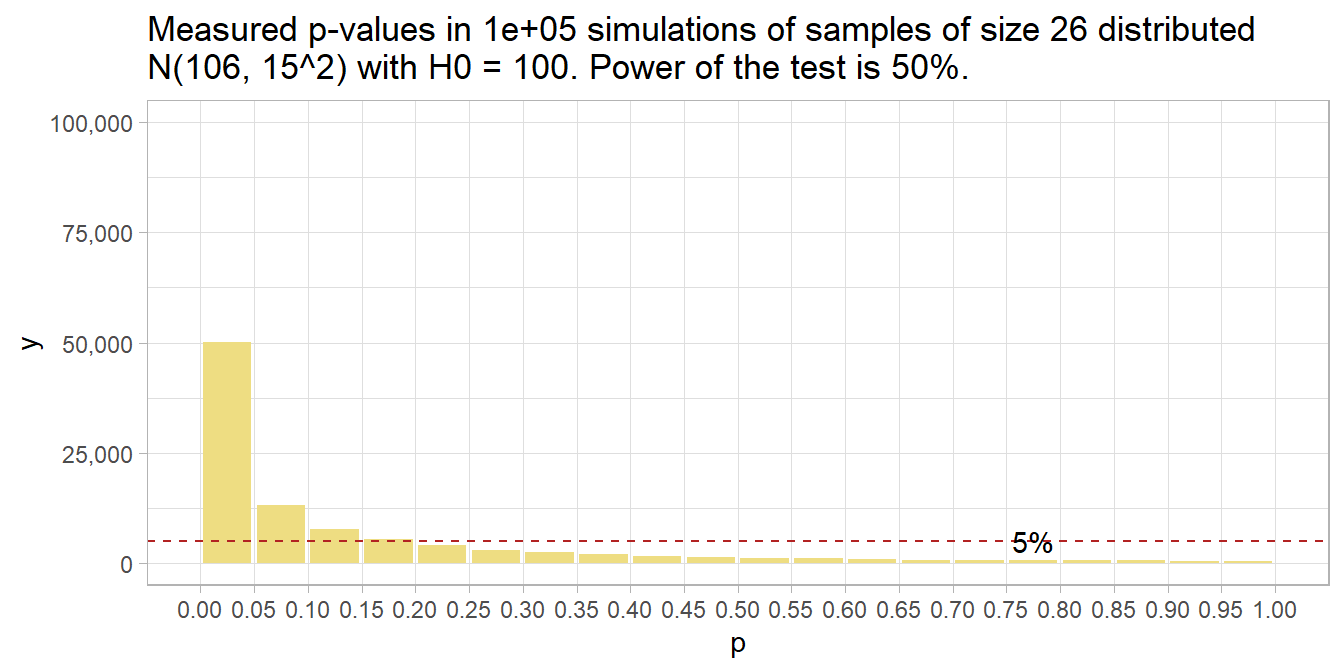 Measured p-values in 1e+05 simulations of samples of size 26 distributed
N(106, 15^2) with H0 = 100. Power of the test is 50%.
100,000
75,000
50,000
25,000
0
y
5%
0.00 0.05 0.10 0.15 0.20 0.25 0.30 0.35 0.40 0.45 0.50 0.55 0.60 0.65 0.70 0.75 0.80 0.85 0.90 0.95 1.00
p